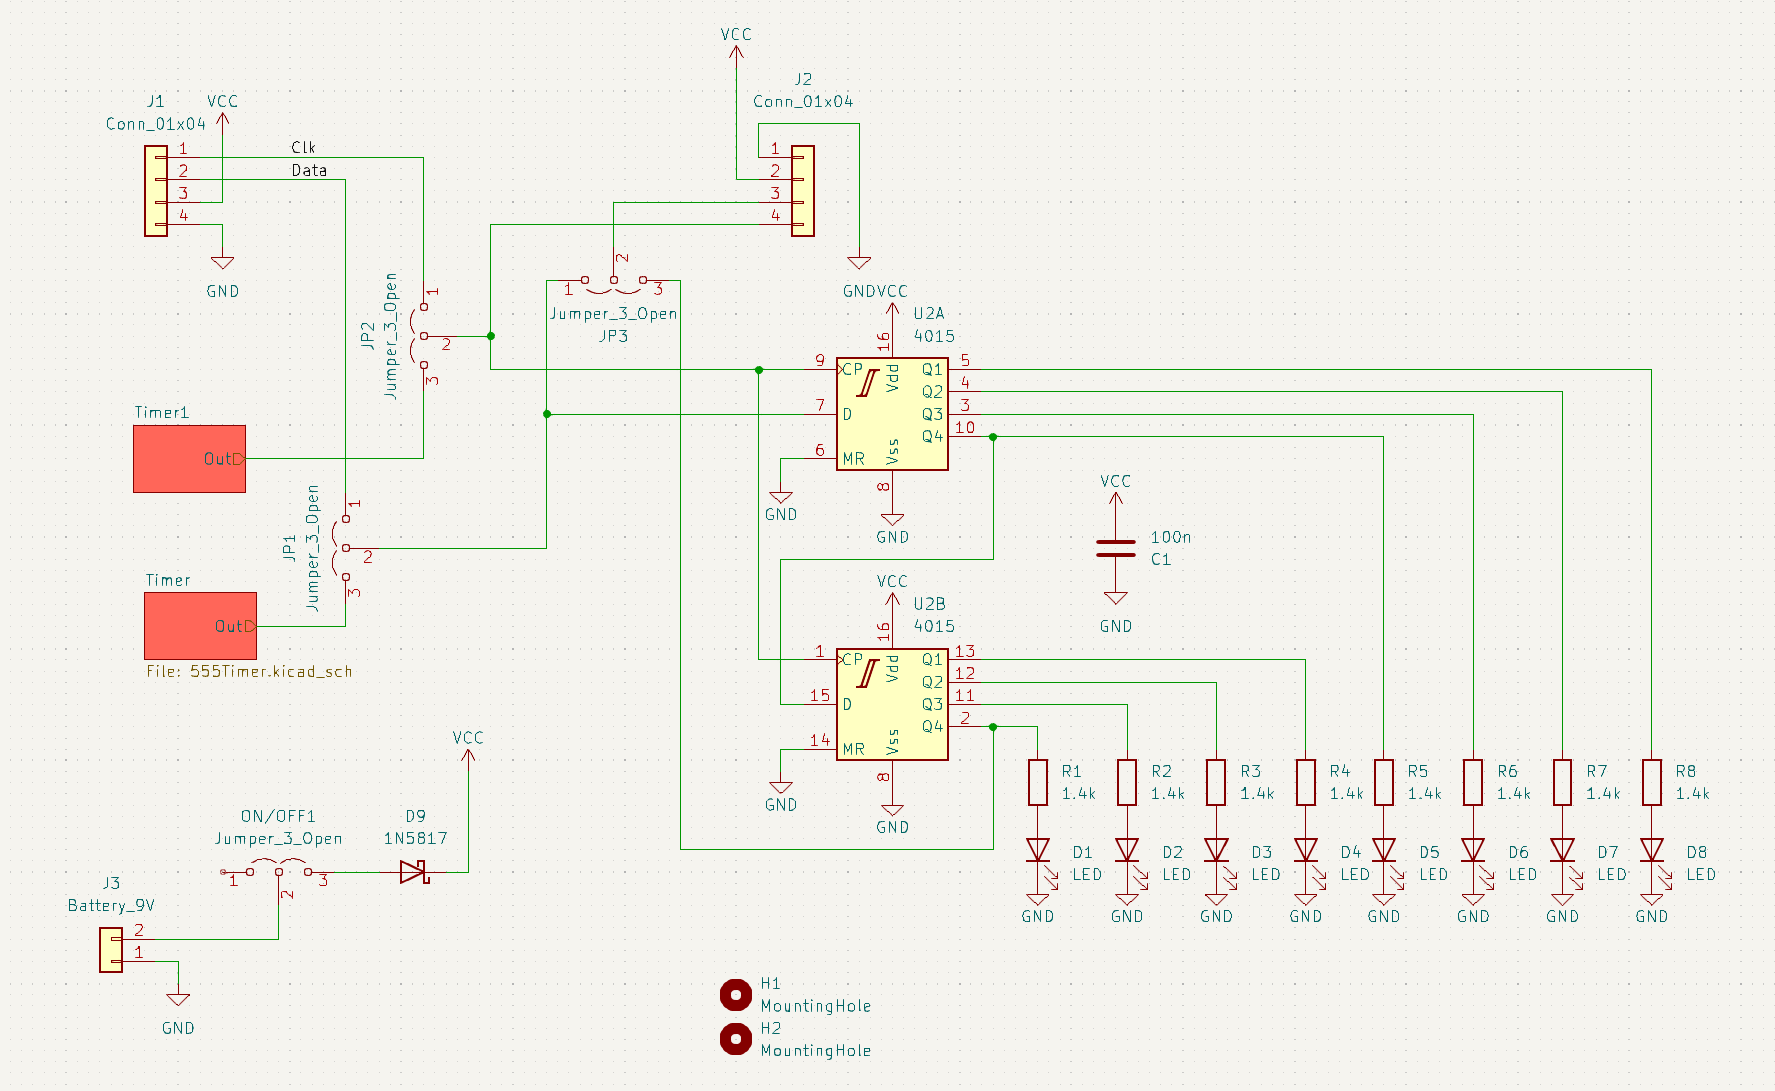 VCC
J2
Conn_01x04
1
2
3
4
J1
Conn_01x04
VCC
1
2
3
4
Clk
Data
GND
GND
1
2
3
Jumper_3_Open
JP2
2
1
3
Jumper_3_Open
JP3
VCC
U2A
4015
16
Vdd
9
CP
7
D
6
MR
Vss
8
Q1
5
Q2
4
Q3
3
Q4
10
GND
GND
Timer1
Out
1
2
3
Jumper_3_Open
JP1
Timer
Out
File: 555Timer.kicad_sch
VCC
100n
C1
GND
VCC
U2B
4015
16
Vdd
1
CP
15
D
14
MR
Vss
8
Q1
13
Q2
12
Q3
11
Q4
2
GND
GND
R1
1.4k
R2
1.4k
R3
1.4k
R4
1.4k
R5
1.4k
R6
1.4k
R7
1.4k
R8
1.4k
D1
LED
D2
LED
D3
LED
D4
LED
D5
LED
D6
LED
D7
LED
D8
LED
GND
GND
GND
GND
GND
GND
GND
GND
VCC
ON/OFF1
Jumper_3_Open
1
2
3
D9
1N5817
J3
Battery_9V
2
1
GND
H1
MountingHole
H2
MountingHole